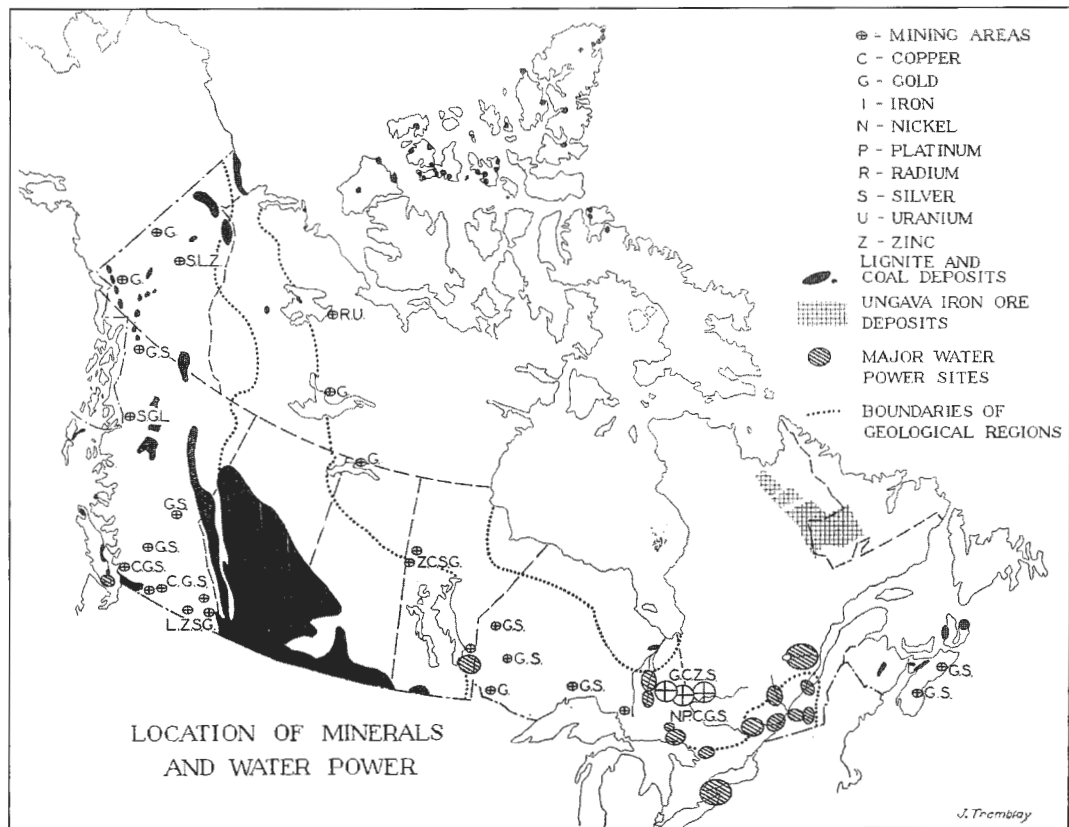 ⊕ - MINING AREAS
C - COPPER
G - GOLD
I - IRON
N - NICKEL
P - PLATINUM
R - RADIUM
S - SILVER
U - URANIUM
Z - ZINC
LIGNITE AND
COAL DEPOSITS
UNGAVA IRON ORE
DEPOSITS
MAJOR WATER
POWER SITES
BOUNDARIES OF
GEOLOGICAL REGIONS
G.
S.L.Z.
G.
R.U.
G.S.
G.
S.G.L.
G.
G.S.
Z.C.S.G.
G.S.
C.G.S.
C.G.S.
L.Z.S.G.
G.S.
G.S.
G.
G.S.
G.C.Z.S.
N.P.C.G.S.
G.S.
G.S.
LOCATION OF MINERALS
AND WATER POWER
J. Tremblay